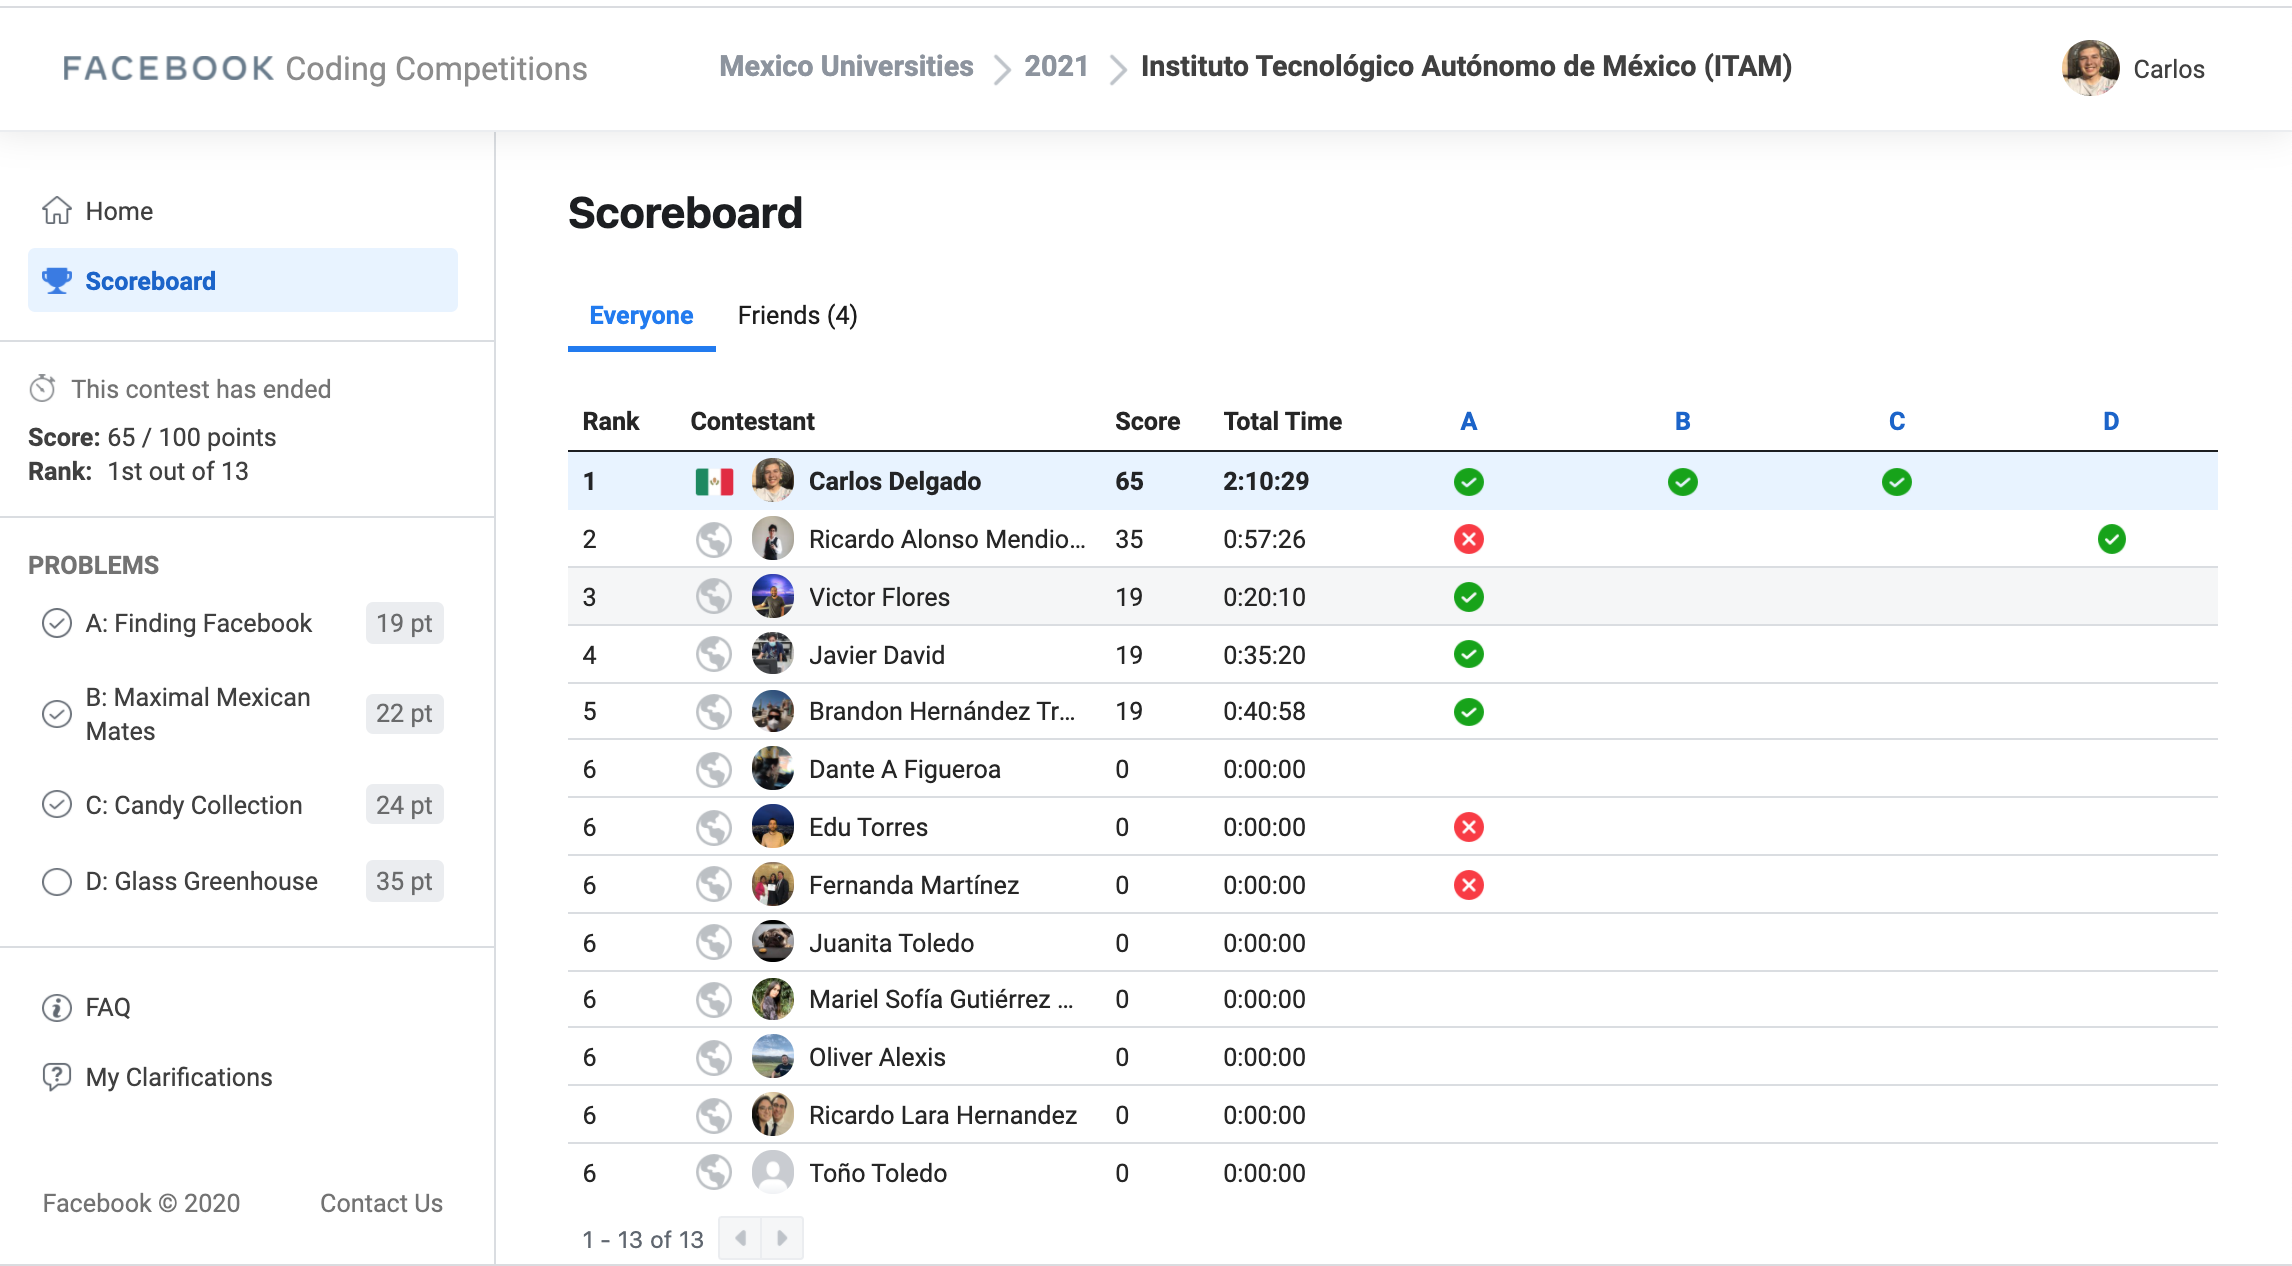 FACEBOOK Coding Competitions
Mexico Universities 2021 Instituto Tecnológico Autónomo de México (ITAM)
Carlos
Home
Scoreboard
This contest has ended
Score: 65 / 100 points
Rank: 1st out of 13
PROBLEMS
A: Finding Facebook 19 pt
B: Maximal Mexican
Mates 22 pt
C: Candy Collection 24 pt
D: Glass Greenhouse 35 pt
FAQ
My Clarifications
Facebook © 2020 Contact Us
Scoreboard
Everyone Friends (4)
Rank Contestant Score Total Time A B C D
1 Carlos Delgado 65 2:10:29
2 Ricardo Alonso Mendio... 35 0:57:26
3 Victor Flores 19 0:20:10
4 Javier David 19 0:35:20
5 Brandon Hernández Tr... 19 0:40:58
6 Dante A Figueroa 0 0:00:00
6 Edu Torres 0 0:00:00
6 Fernanda Martínez 0 0:00:00
6 Juanita Toledo 0 0:00:00
6 Mariel Sofía Gutiérrez ... 0 0:00:00
6 Oliver Alexis 0 0:00:00
6 Ricardo Lara Hernandez 0 0:00:00
6 Toño Toledo 0 0:00:00
1 - 13 of 13